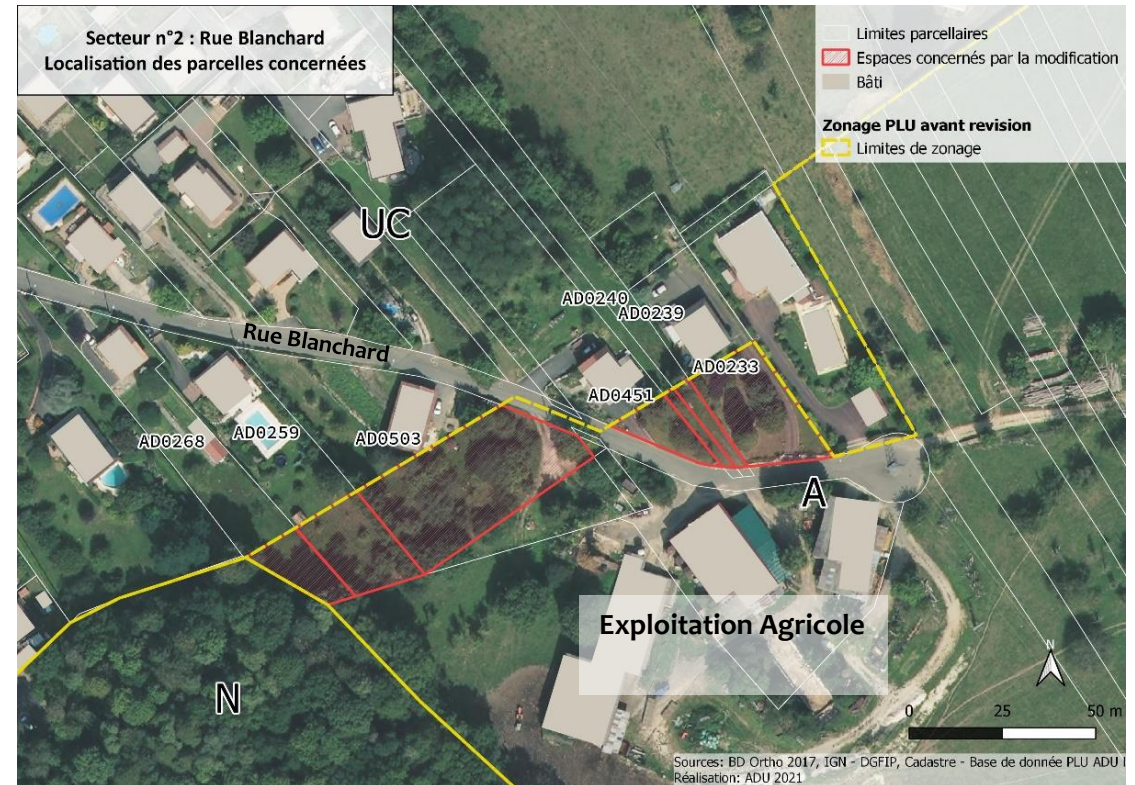 Secteur n°2 : Rue Blanchard
Localisation des parcelles concernées
Limites parcellaires
Espaces concernés par la modification
Bâti
Zonage PLU avant revision
Limites de zonage
UC
AD0240
AD0239
Rue Blanchard
AD0233
AD0451
AD0268
AD0259
AD0503
A
Exploitation Agricole
N
N
0 25 50 m
Sources: BD Ortho 2017, IGN - DGFIP, Cadastre - Base de donnée PLU ADU
Réalisation: ADU 2021